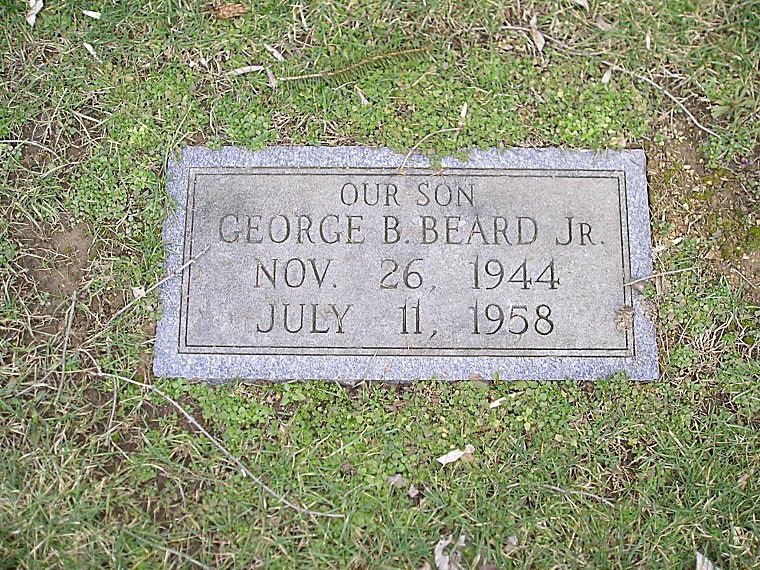 OUR SON
GEORGE B. BEARD JR.
NOV. 26, 1944
JULY 11, 1958